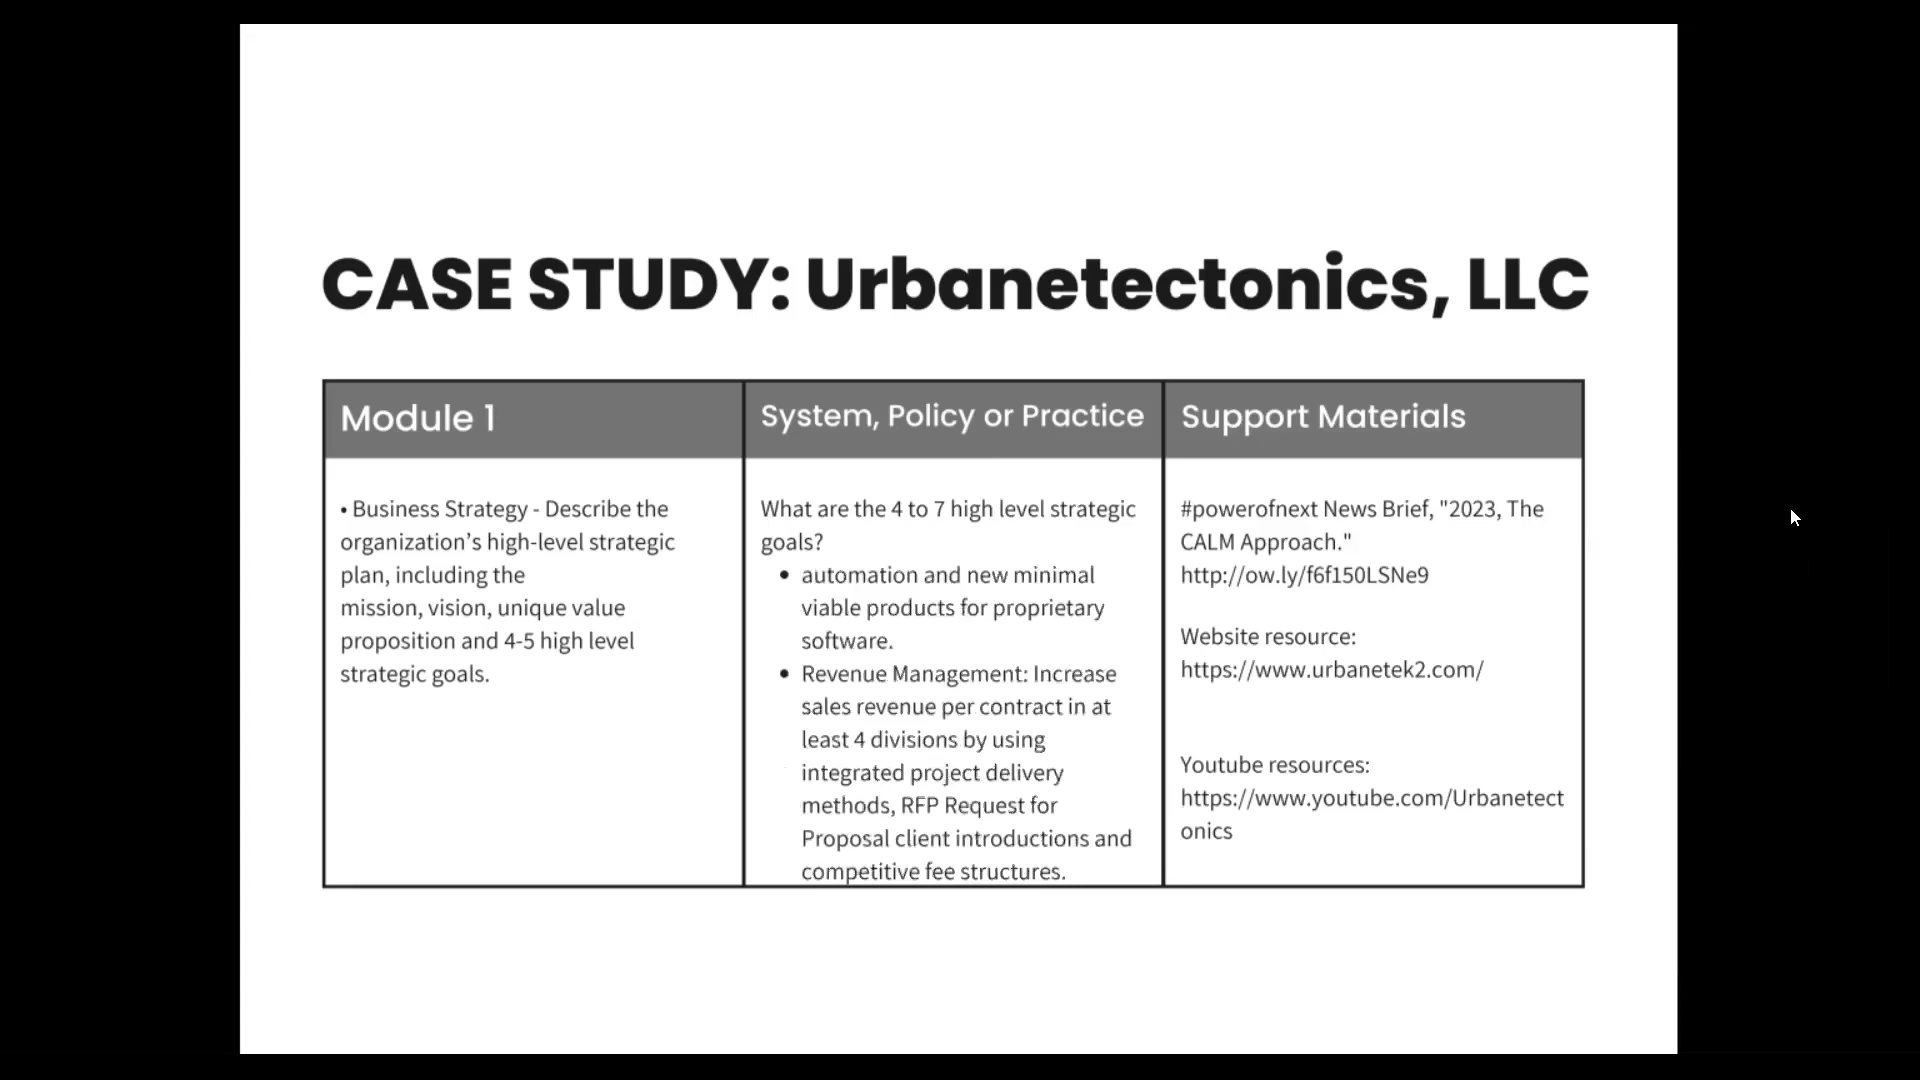 CASE STUDY: Urbanetectonics, LLC
Module 1
• Business Strategy - Describe the
organization’s high-level strategic
plan, including the
mission, vision, unique value
proposition and 4-5 high level
strategic goals.
System, Policy or Practice
What are the 4 to 7 high level strategic
goals?
• automation and new minimal
viable products for proprietary
software.
• Revenue Management: Increase
sales revenue per contract in at
least 4 divisions by using
integrated project delivery
methods, RFP Request for
Proposal client introductions and
competitive fee structures.
Support Materials
#powerofnext News Brief, "2023, The
CALM Approach."
http://ow.ly/f6f150LSNe9
Website resource:
https://www.urbanetek2.com/
Youtube resources:
https://www.youtube.com/Urbanetect
onics